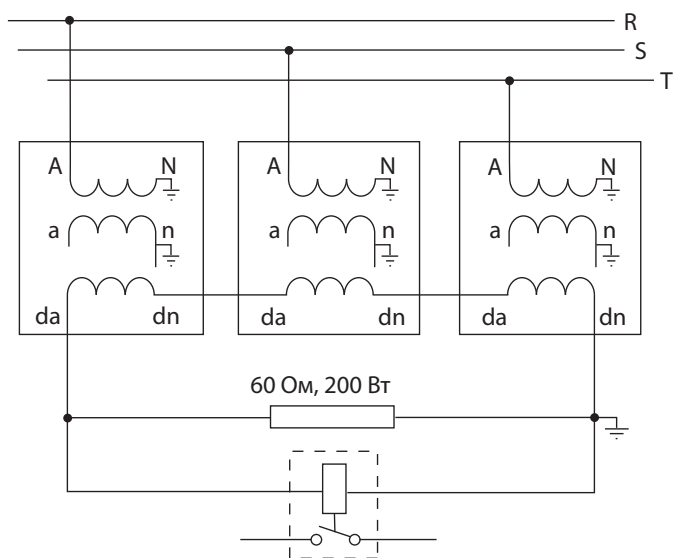 R
S
T
A N A N A N
a n a n a n
da dn da dn da dn
60 Ом, 200 Вт